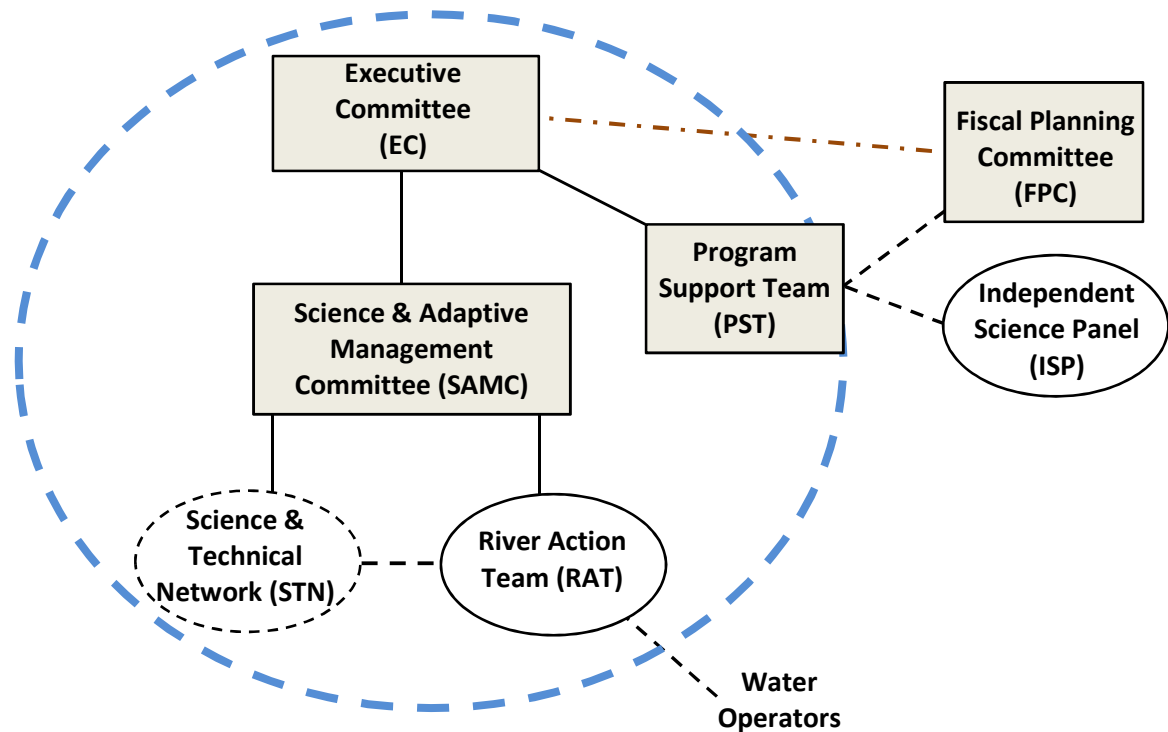 Executive
Committee
(EC)
Fiscal Planning
Committee
(FPC)
Program
Support Team
(PST)
Independent
Science Panel
(ISP)
Science & Adaptive
Management
Committee (SAMC)
Science &
Technical
Network (STN)
River Action
Team (RAT)
Water
Operators